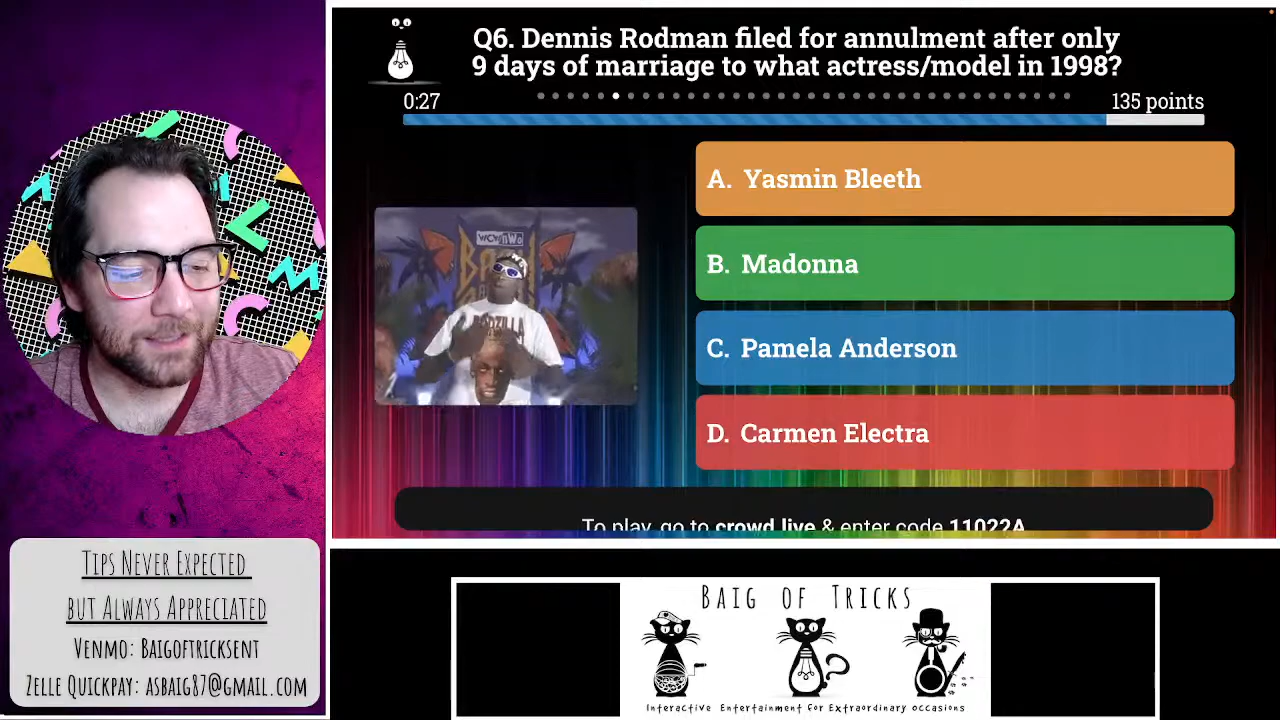 Q6. Dennis Rodman filed for annulment after only
9 days of marriage to what actress/model in 1998?
0:27
135 points
A. Yasmin Bleeth
B. Madonna
C. Pamela Anderson
D. Carmen Electra
To play, go to crowd.live & enter code 11022A
Tips Never Expected
but Always Appreciated
Venmo: Baigoftricksent
Zelle Quickpay: asbaig87@gmail.com
Baig of Tricks
Interactive Entertainment for Extraordinary Occasions